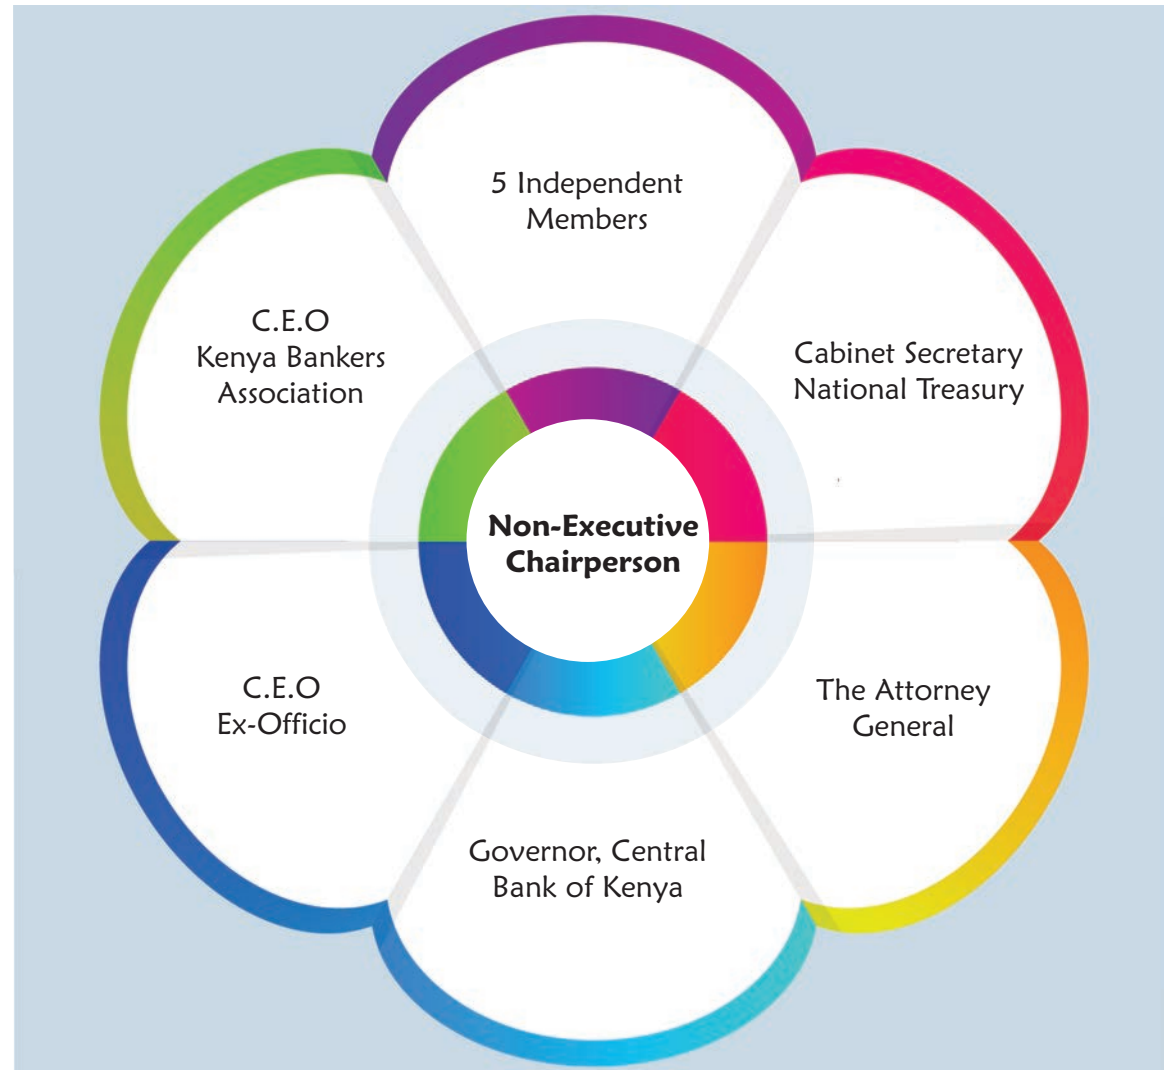 5 Independent
Members
Cabinet Secretary
National Treasury
The Attorney
General
Governor, Central
Bank of Kenya
C.E.O
Ex-Officio
C.E.O
Kenya Bankers
Association
Non-Executive
Chairperson